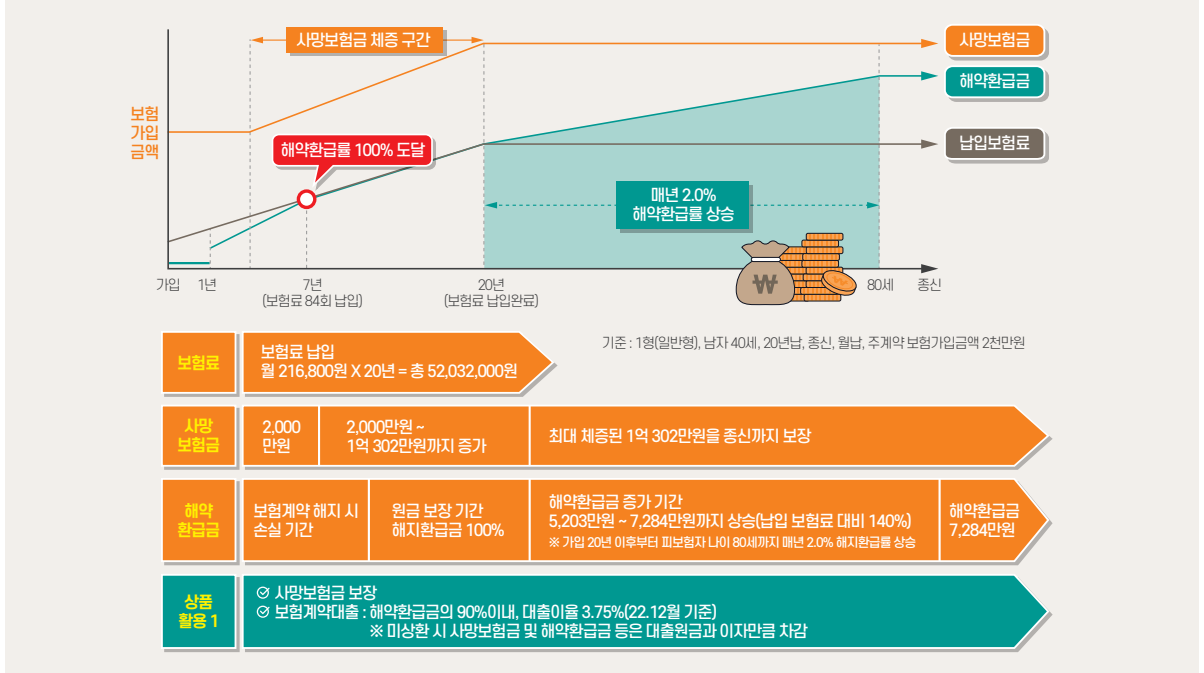 사망보험금 체증 구간
사망보험금
해약환급금
보험
가입
금액
해약환급률 100% 도달
납입보험료
매년 2.0%
해약환급률 상승
₩
가입
1년
7년
(보험료 84회 납입)
20년
(보험료 납입완료)
80세
종신
기준 : 1형(일반형), 남자 40세, 20년납, 종신, 월납, 주계약 보험가입금액 2천만원
보험료
보험료 납입
월 216,800원 X 20년 = 총 52,032,000원
사망
보험금
2,000
만원
2,000만원 ~
1억 302만원까지 증가
최대 체증된 1억 302만원을 종신까지 보장
해약
환급금
보험계약 해지 시
손실 기간
원금 보장 기간
해지환급금 100%
해약환급금 증가 기간
5,203만원 ~ 7,284만원까지 상승(납입 보험료 대비 140%)
※ 가입 20년 이후부터 피보험자 나이 80세까지 매년 2.0% 해지환급률 상승
해약환급금
7,284만원
상품
활용 1
사망보험금 보장
보험계약대출 : 해약환급금의 90%이내, 대출이율 3.75%(22.12월 기준)
※ 미상환 시 사망보험금 및 해약환급금 등은 대출원금과 이자만큼 차감